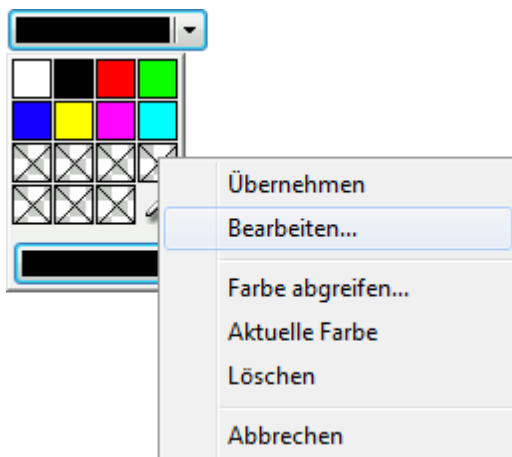 Übernehmen
Bearbeiten...
Farbe abgreifen...
Aktuelle Farbe
Löschen
Abbrechen